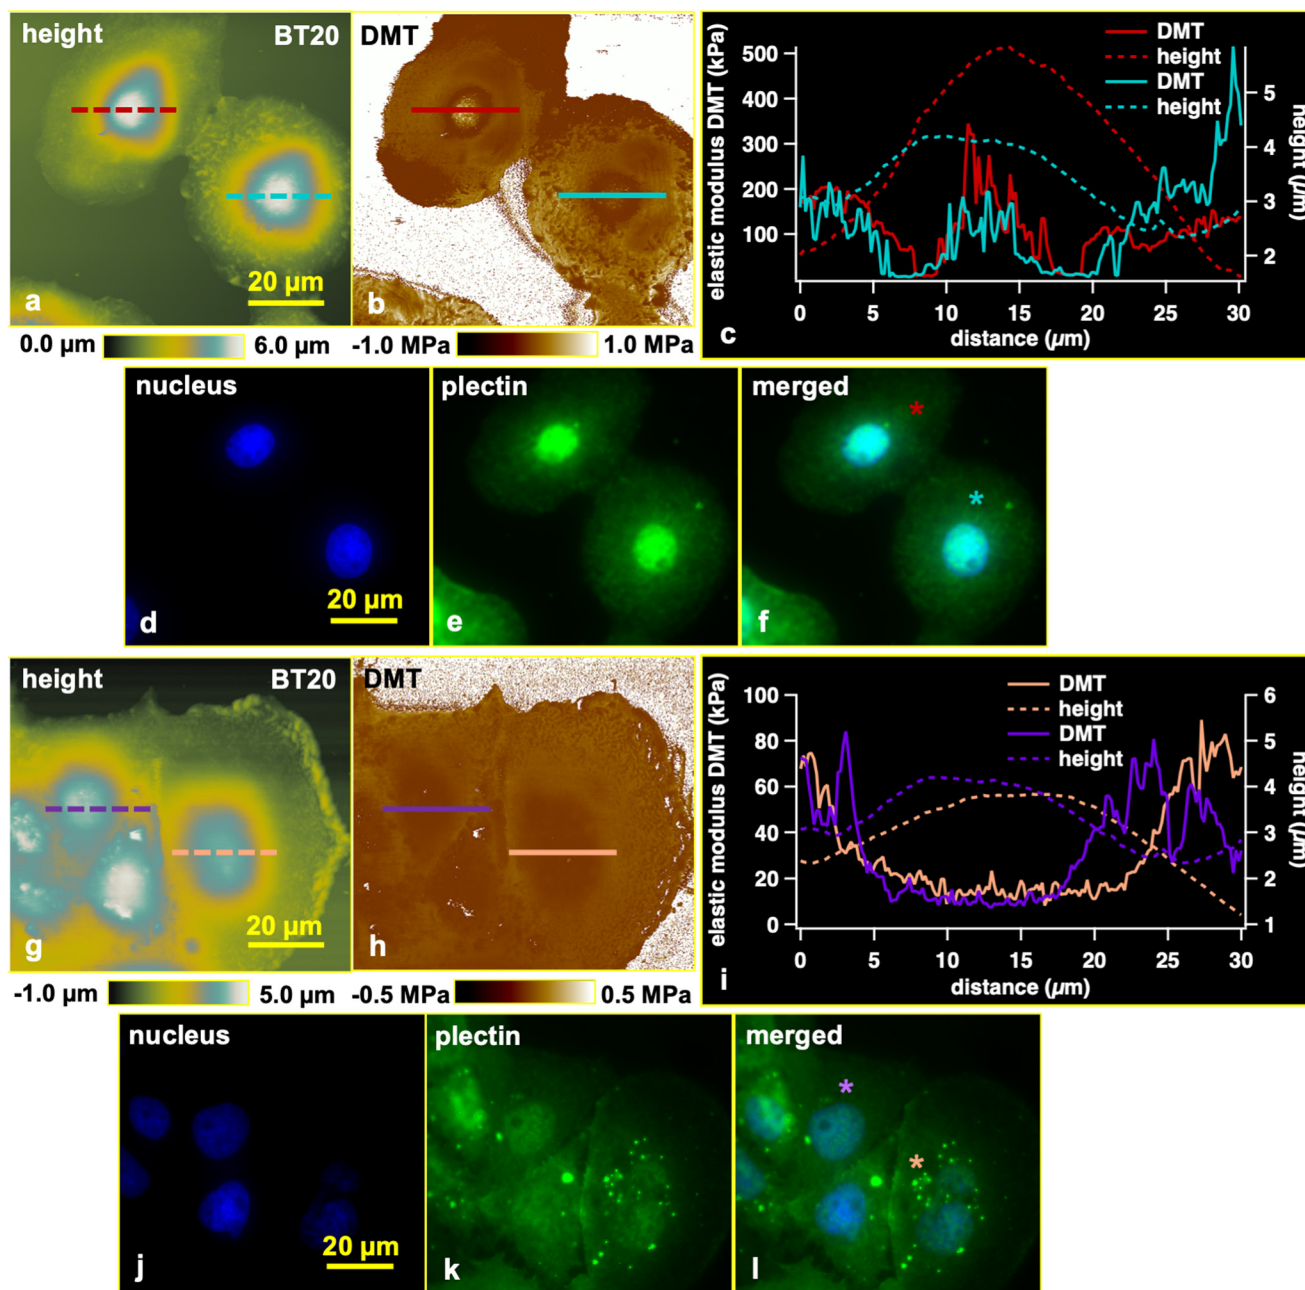 height BT20
20 µm
a
0.0 µm 6.0 µm
DMT
b
-1.0 MPa 1.0 MPa
DMT
height
DMT
height
elastic modulus DMT (kPa)
500
400
300
200
100
5
4
3
2
height (µm)
0 5 10 15 20 25 30
distance (µm)
c
nucleus
20 µm
d
plectin
e
merged
*
*
f
height BT20
20 µm
g
-1.0 µm 5.0 µm
DMT
h
-0.5 MPa 0.5 MPa
DMT
height
DMT
height
elastic modulus DMT (kPa)
100
80
60
40
20
0
6
5
4
3
2
1
height (µm)
0 5 10 15 20 25 30
distance (µm)
i
nucleus
20 µm
j
plectin
k
merged
*
*
l